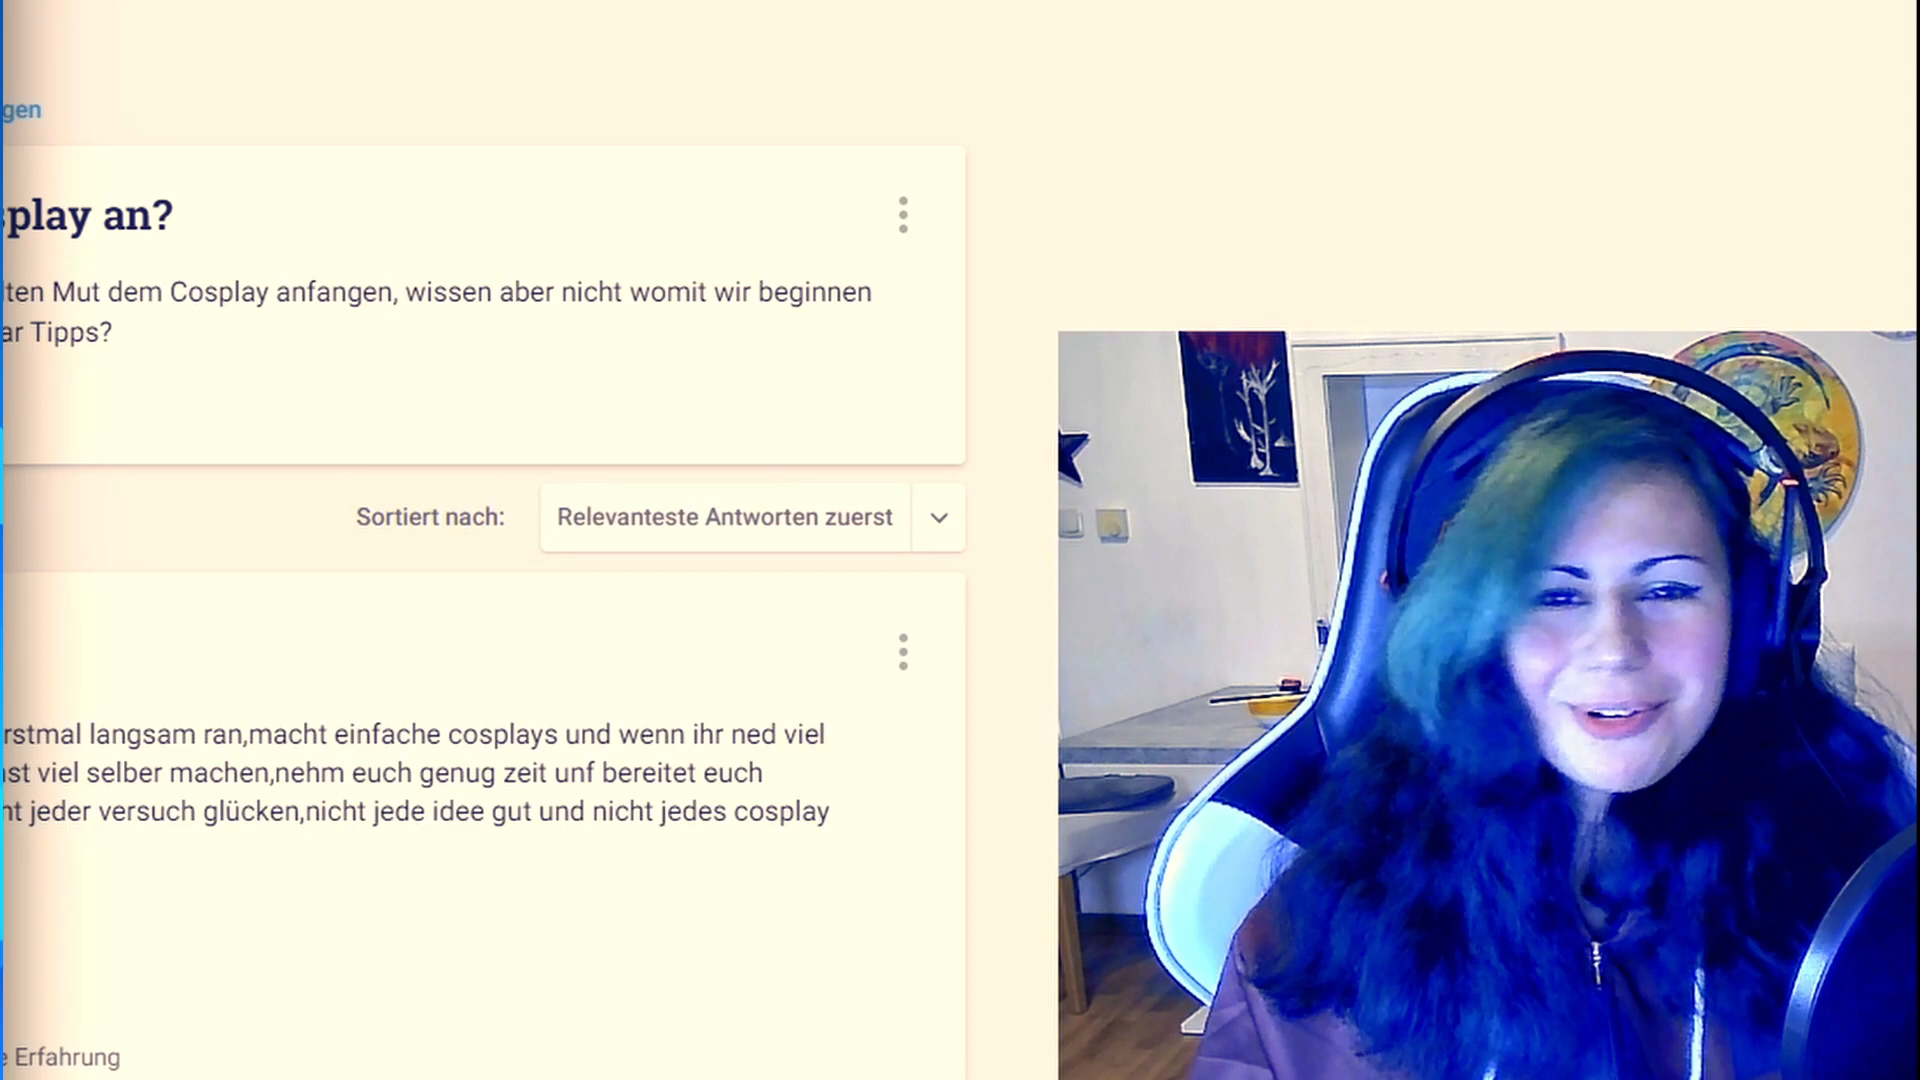 gen
play an?
ten Mut dem Cosplay anfangen, wissen aber nicht womit wir beginnen
ar Tipps?
Sortiert nach: Relevanteste Antworten zuerst
rstmal langsam ran,macht einfache cosplays und wenn ihr ned viel
st viel selber machen,nehm euch genug zeit unf bereitet euch
ht jeder versuch glücken,nicht jede idee gut und nicht jedes cosplay
e Erfahrung